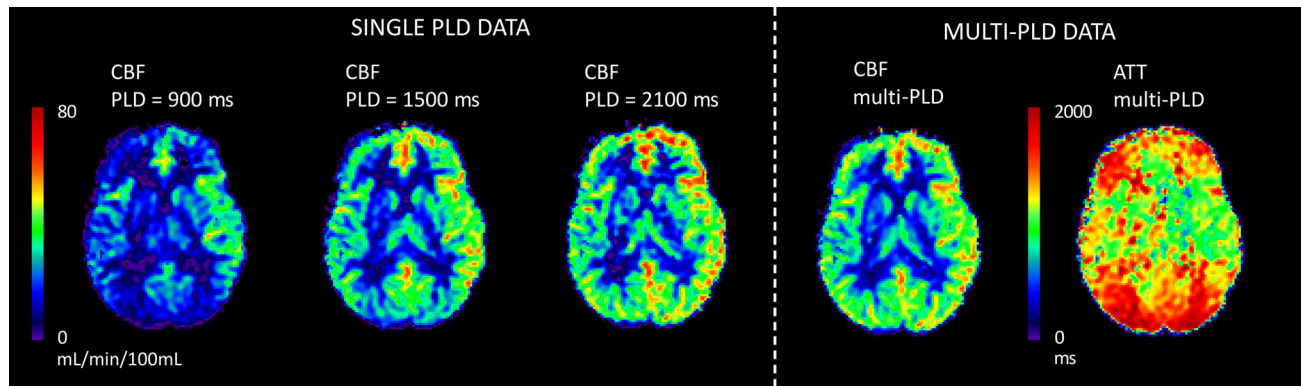 SINGLE PLD DATA
MULTI-PLD DATA
CBF
PLD = 900 ms
CBF
PLD = 1500 ms
CBF
PLD = 2100 ms
CBF
multi-PLD
ATT
multi-PLD
80
0
mL/min/100mL
2000
0
ms